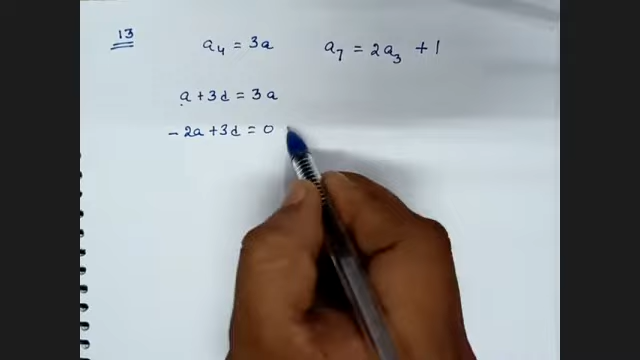 13 a₄ = 3a a₇ = 2a₃ + 1
a + 3d = 3a
- 2a + 3d = 0